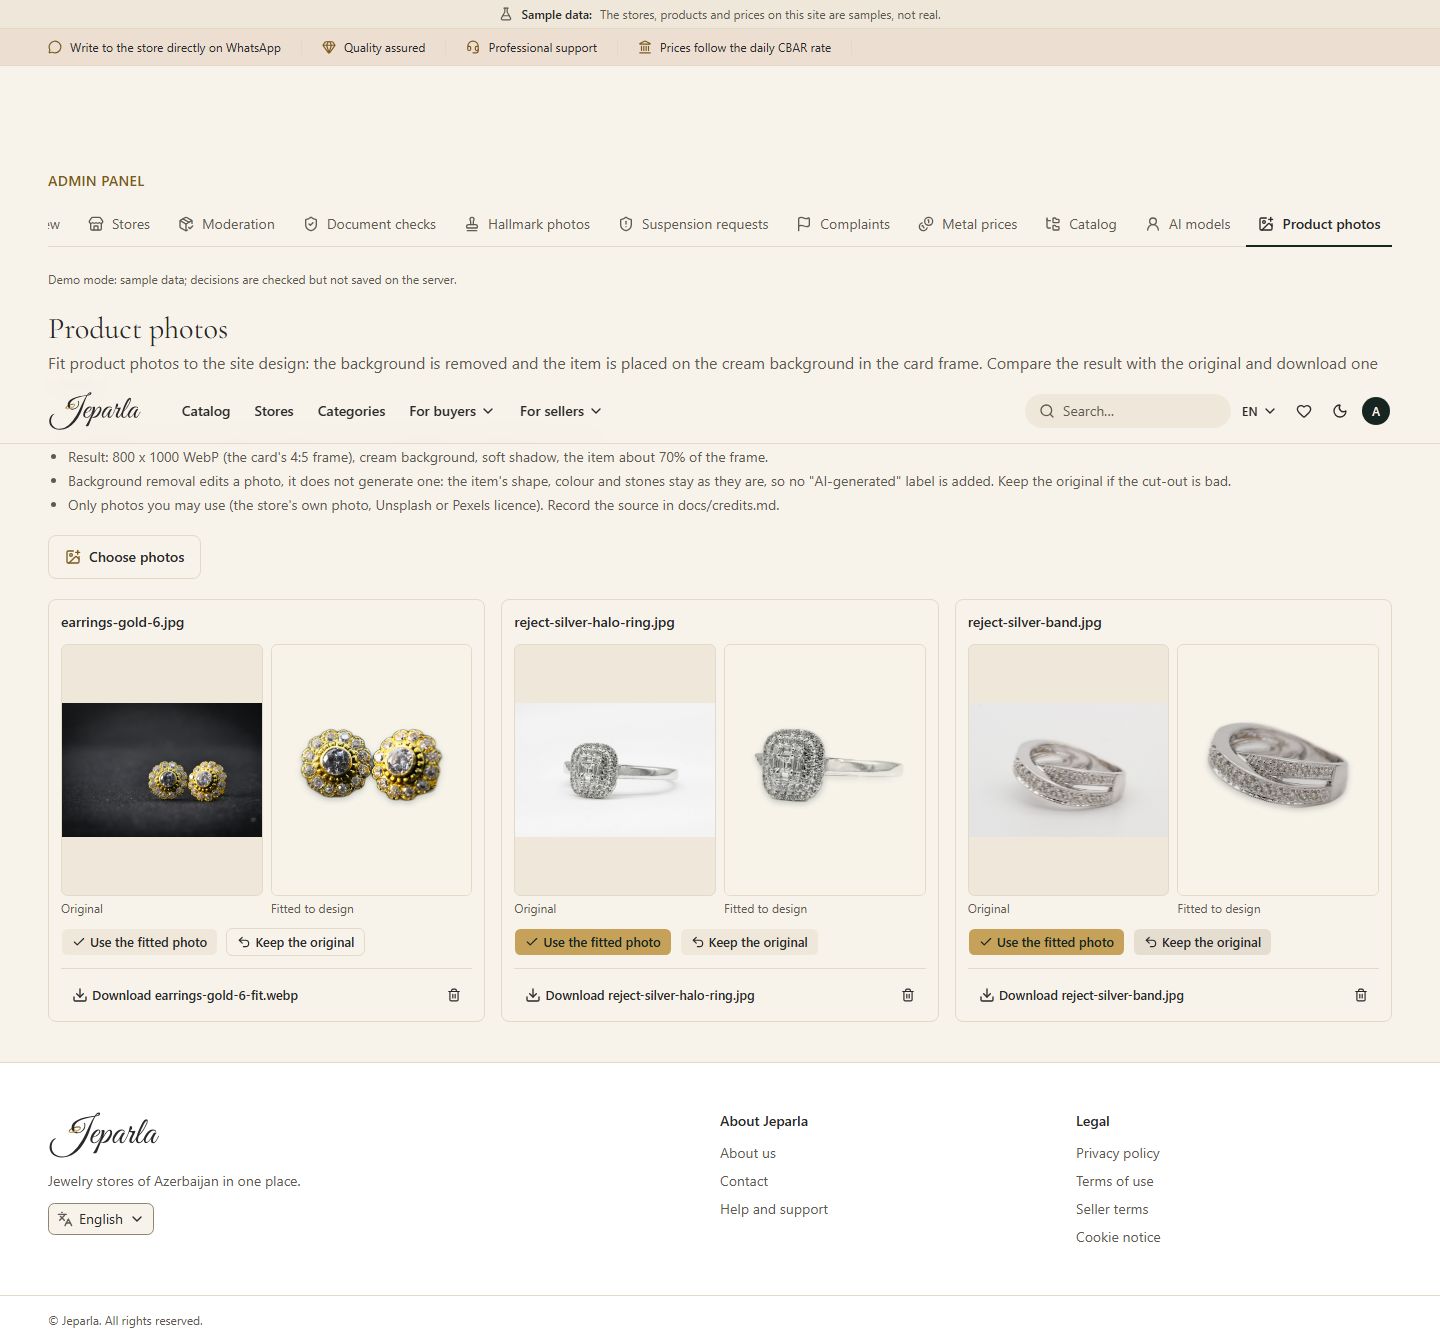 Sample data: The stores, products and prices on this site are samples, not real.
Write to the store directly on WhatsApp
Quality assured
Professional support
Prices follow the daily CBAR rate
ADMIN PANEL
ew
Stores
Moderation
Document checks
Hallmark photos
Suspension requests
Complaints
Metal prices
Catalog
AI models
Product photos
Demo mode: sample data; decisions are checked but not saved on the server.
Product photos
Fit product photos to the site design: the background is removed and the item is placed on the cream background in the card frame. Compare the result with the original and download one
Jeparla
Catalog
Stores
Categories
For buyers
For sellers
Search...
EN
A
Result: 800 x 1000 WebP (the card's 4:5 frame), cream background, soft shadow, the item about 70% of the frame.
Background removal edits a photo, it does not generate one: the item's shape, colour and stones stay as they are, so no "AI-generated" label is added. Keep the original if the cut-out is bad.
Only photos you may use (the store's own photo, Unsplash or Pexels licence). Record the source in docs/credits.md.
Choose photos
earrings-gold-6.jpg
Original
Fitted to design
Use the fitted photo
Keep the original
Download earrings-gold-6-fit.webp
reject-silver-halo-ring.jpg
Original
Fitted to design
Use the fitted photo
Keep the original
Download reject-silver-halo-ring.jpg
reject-silver-band.jpg
Original
Fitted to design
Use the fitted photo
Keep the original
Download reject-silver-band.jpg
Jeparla
Jewelry stores of Azerbaijan in one place.
English
About Jeparla
About us
Contact
Help and support
Legal
Privacy policy
Terms of use
Seller terms
Cookie notice
© Jeparla. All rights reserved.